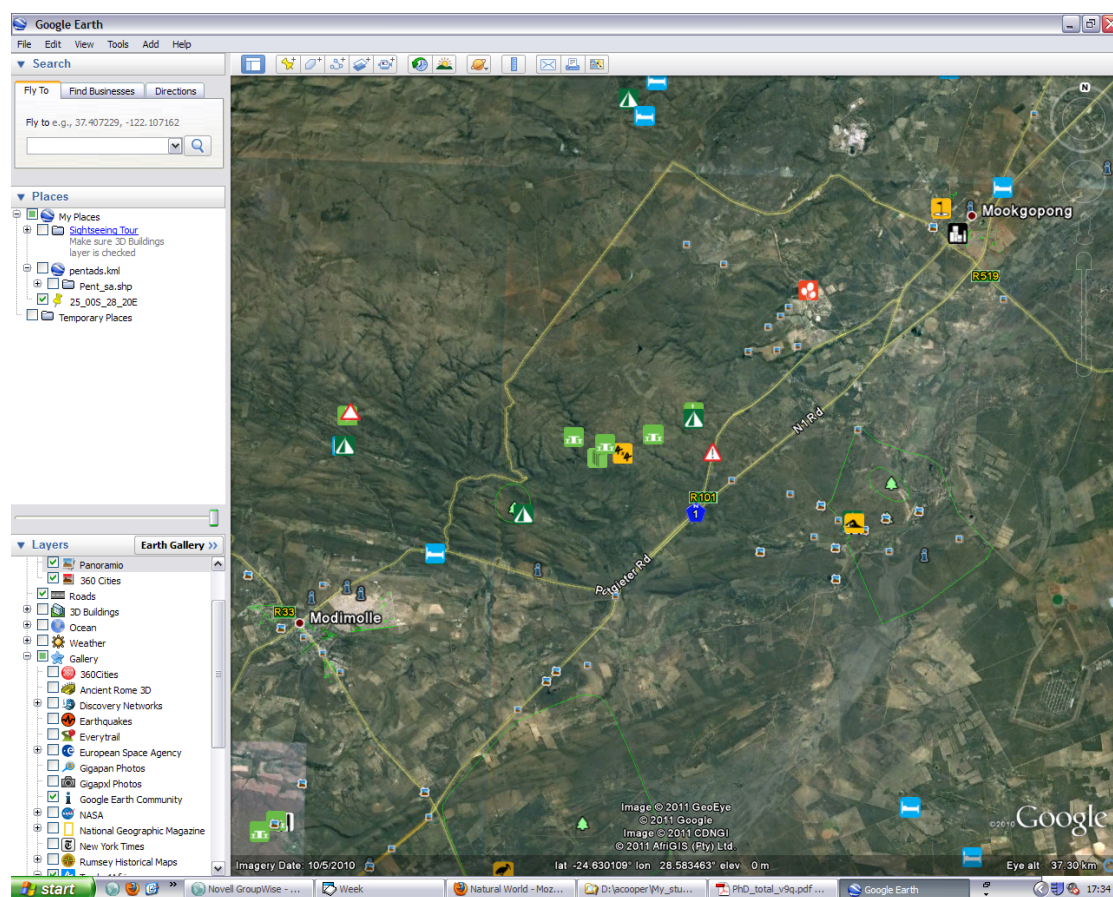 Google Earth
File Edit View Tools Add Help
Search
Fly To Find Businesses Directions
Fly to e.g., 37.407229, -122.107162
Places
My Places
Sightseeing Tour
Make sure 3D Buildings
layer is checked
pentads.kml
Pent_sa.shp
25_00S_28_20E
Temporary Places
Layers
Earth Gallery >>
Panoramio
360 Cities
Roads
3D Buildings
Ocean
Weather
Gallery
360Cities
Ancient Rome 3D
Discovery Networks
Earthquakes
Everytrail
European Space Agency
Gigapan Photos
Gigapxl Photos
Google Earth Community
NASA
National Geographic Magazine
New York Times
Rumsey Historical Maps
N
Mookgopong
R519
N1 Rd
R101
N
1
Potgieter Rd
R33
Modimolle
Image © 2011 GeoEye
© 2011 Google
Image © 2011 CDNGI
© 2011 AfriGIS (Pty) Ltd.
©2010 Google
Imagery Date: 10/5/2010
lat -24.630109° lon 28.583463° elev 0 m
Eye alt 37.30 km
start
Novell GroupWise - ...
Week
Natural World - Moz...
D:\acooper\My_stu...
PhD_total_v9q.pdf ...
Google Earth
17:34